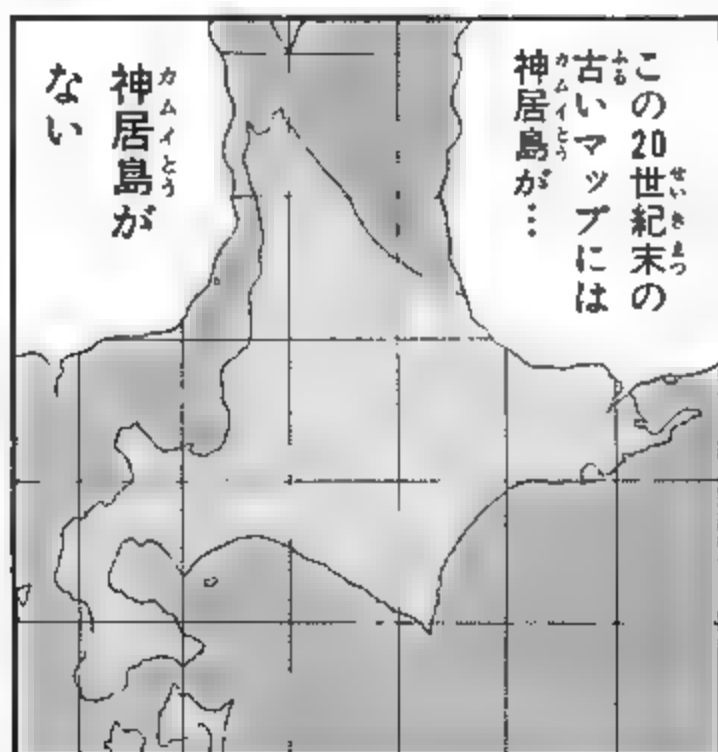 この20世紀末の
古いマップには
神居島が…
神居島が
ない